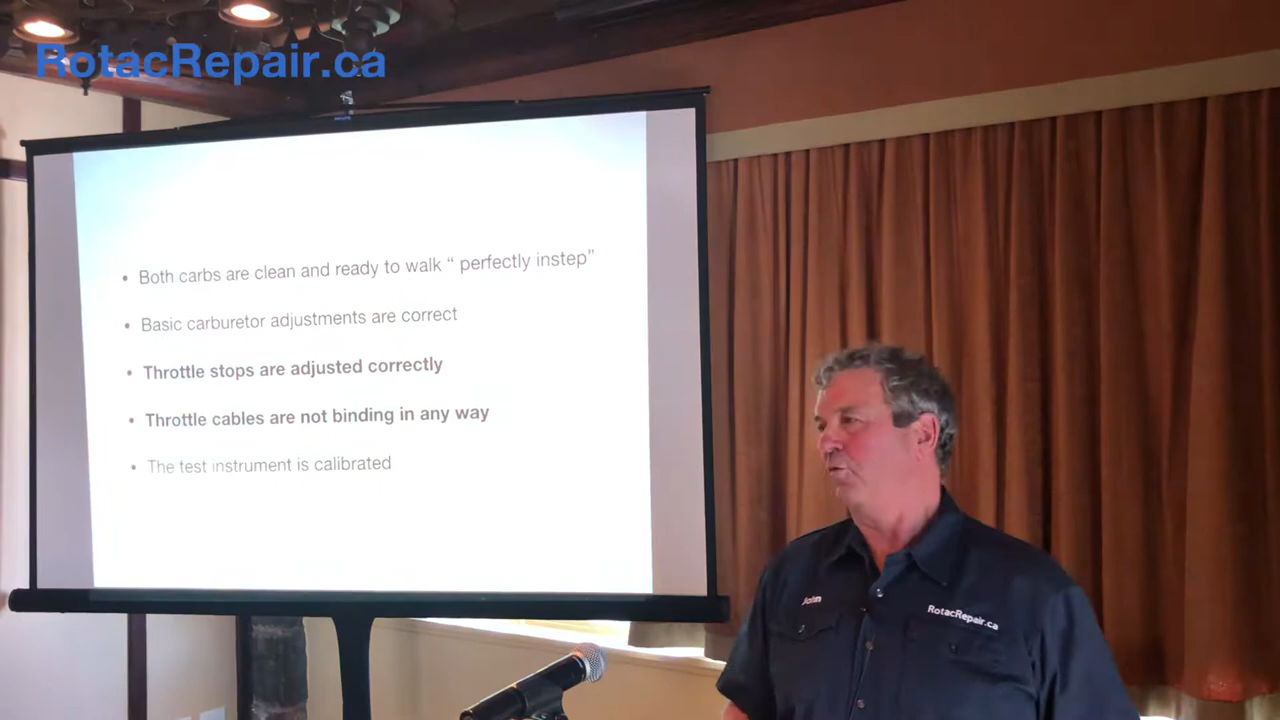 RotacRepair.ca
• Both carbs are clean and ready to walk “ perfectly instep”
• Basic carburetor adjustments are correct
• Throttle stops are adjusted correctly
• Throttle cables are not binding in any way
• The test instrument is calibrated
John
RotacRepair.ca